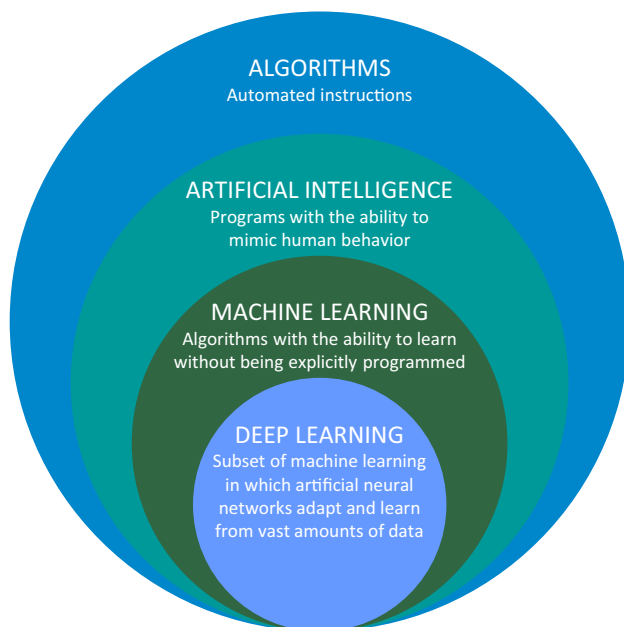 ALGORITHMS
Automated instructions
ARTIFICIAL INTELLIGENCE
Programs with the ability to
mimic human behavior
MACHINE LEARNING
Algorithms with the ability to learn
without being explicitly programmed
DEEP LEARNING
Subset of machine learning
in which artificial neural
networks adapt and learn
from vast amounts of data